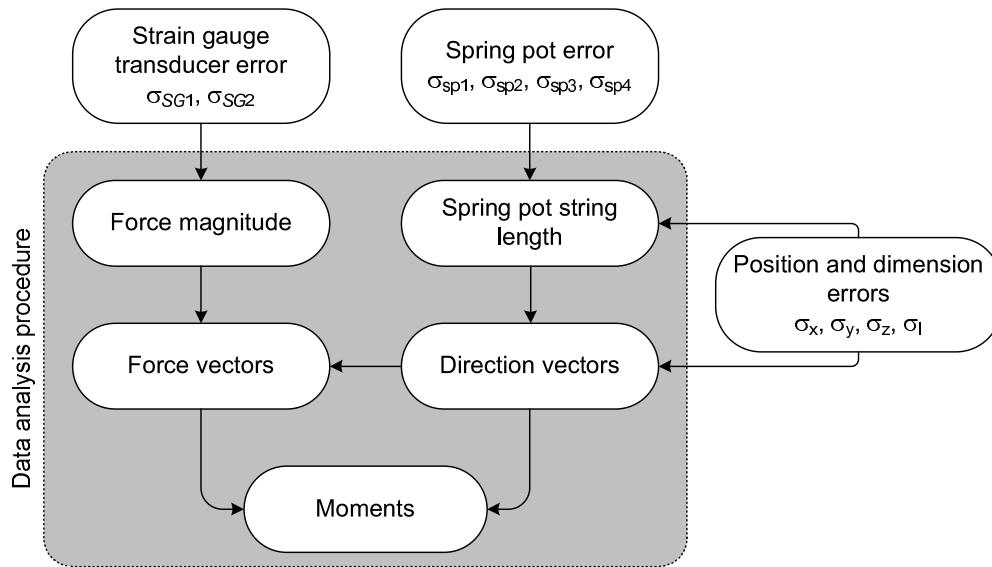 Strain gauge
transducer error
σSG1, σSG2
Spring pot error
σsp1, σsp2, σsp3, σsp4
Data analysis procedure
Force magnitude
Spring pot string
length
Position and dimension
errors
σx, σy, σz, σl
Force vectors
Direction vectors
Moments